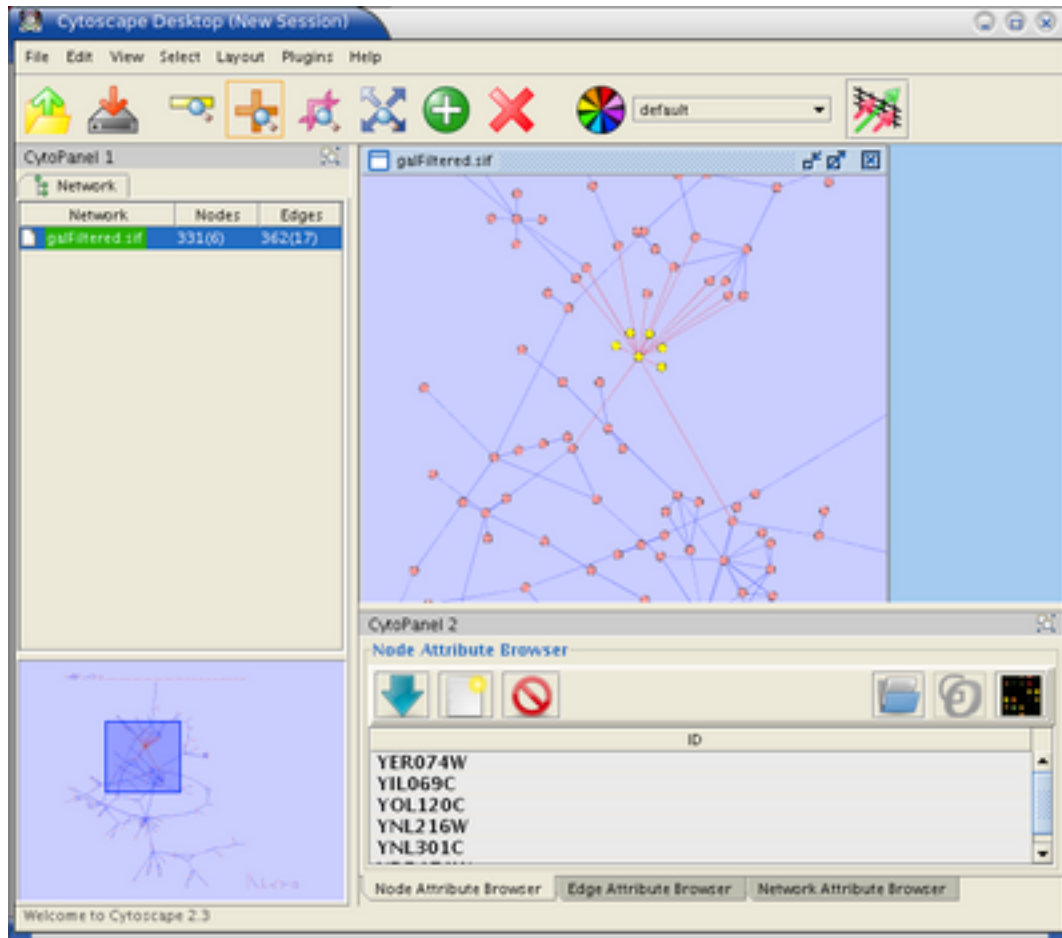 Cytoscape Desktop (New Session)
File Edit View Select Layout Plugins Help
default
CytoPanel 1
Network
Network Nodes Edges
galFiltered.sif 331(6) 362(17)
galFiltered.sif
CytoPanel 2
Node Attribute Browser
ID
YER074W
YIL069C
YOL120C
YNL216W
YNL301C
Node Attribute Browser Edge Attribute Browser Network Attribute Browser
Welcome to Cytoscape 2.3